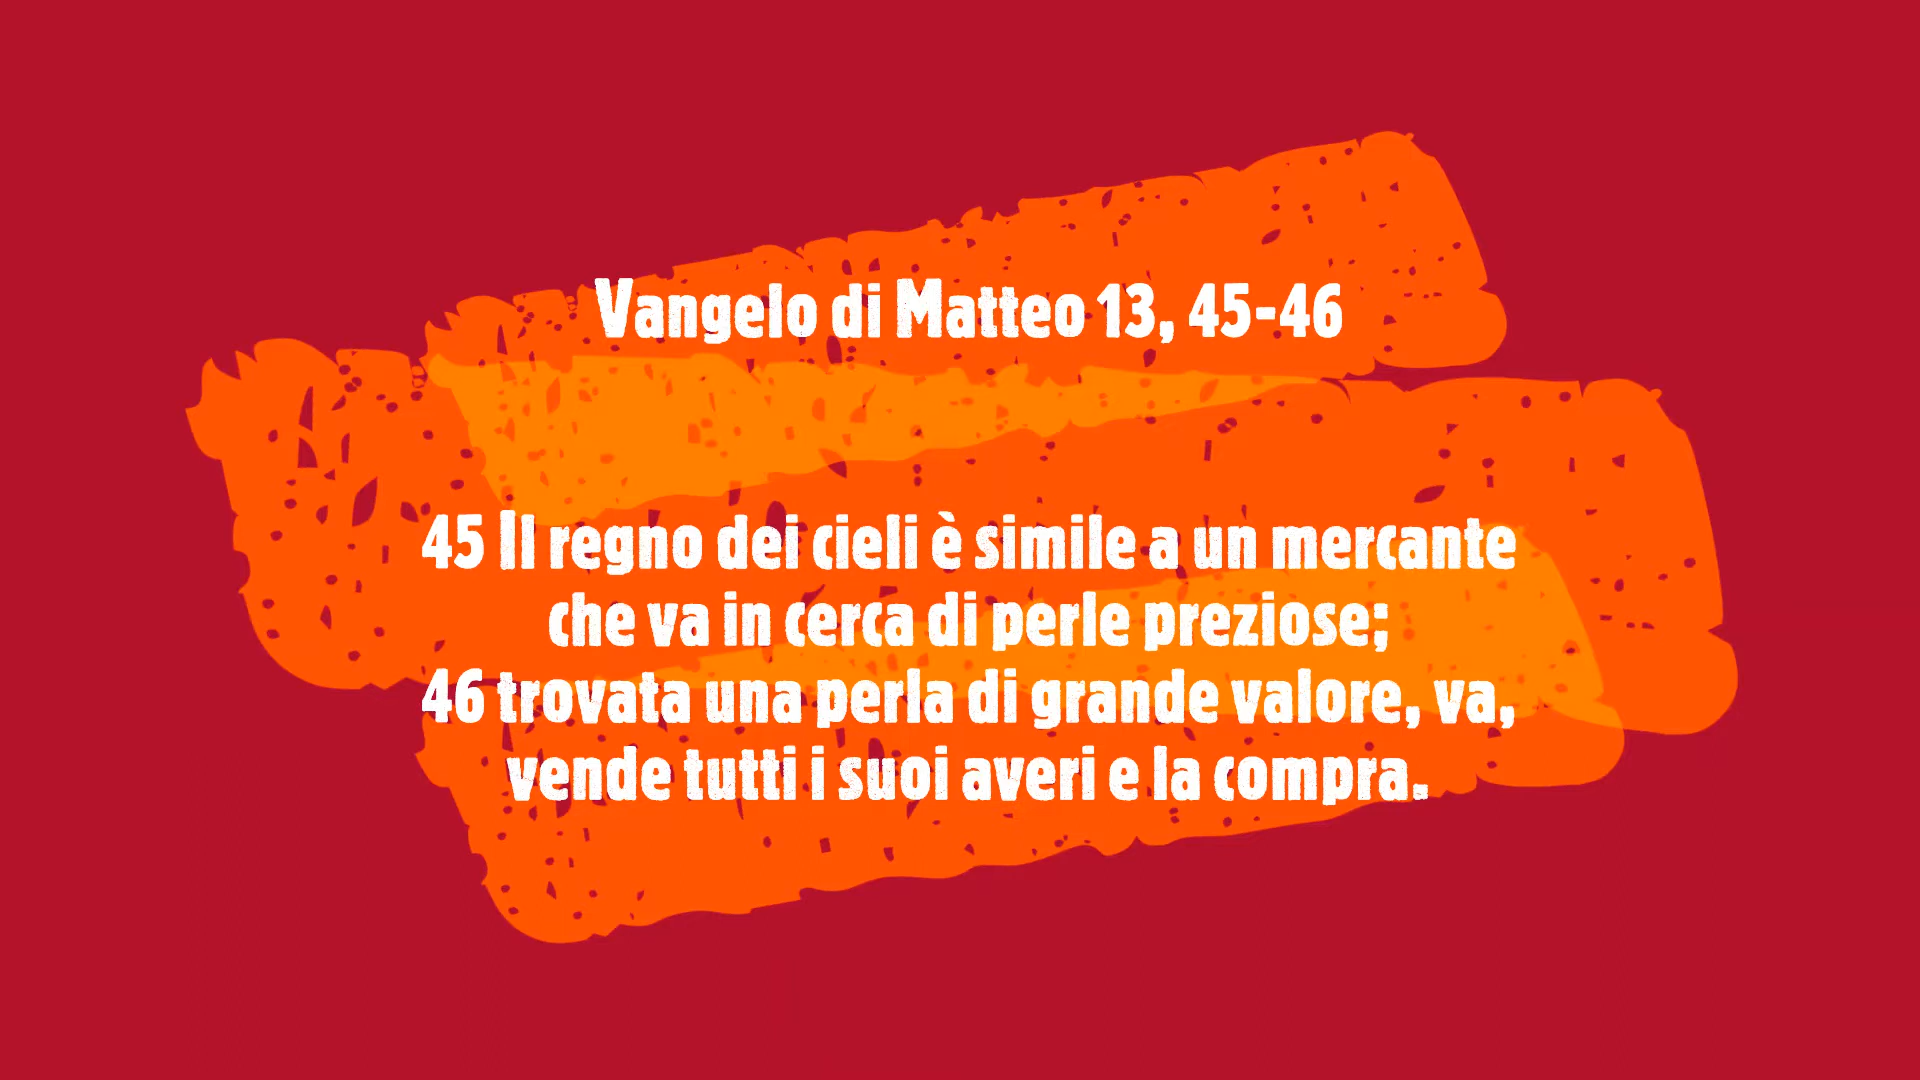 Vangelo di Matteo 13, 45-46
45 Il regno dei cieli è simile a un mercante
che va in cerca di perle preziose;
46 trovata una perla di grande valore, va,
vende tutti i suoi averi e la compra.